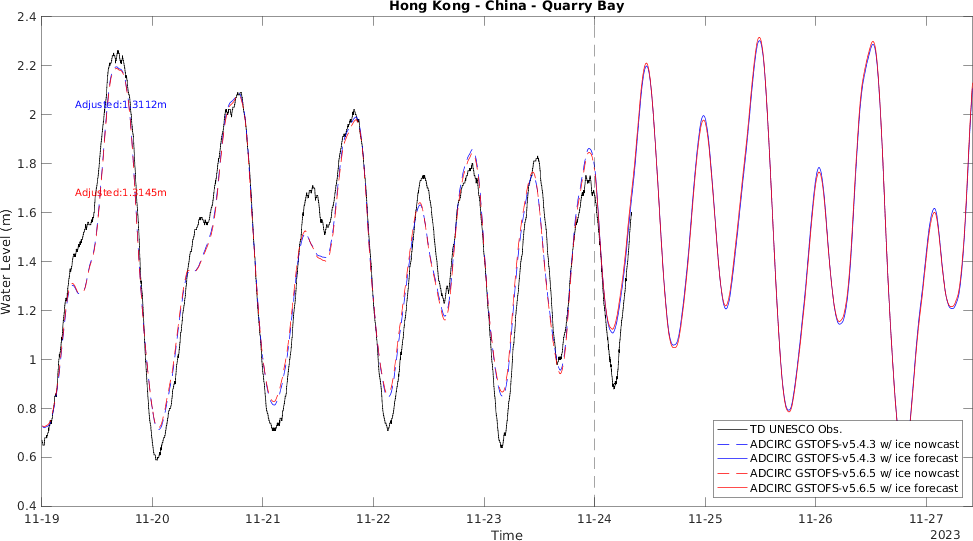 Hong Kong - China - Quarry Bay
2.4
2.2
2
1.8
1.6
1.4
1.2
1
0.8
0.6
0.4
Water Level (m)
Adjusted:1.3112m
Adjusted:1.3145m
TD UNESCO Obs.
ADCIRC GSTOFS-v5.4.3 w/ ice nowcast
ADCIRC GSTOFS-v5.4.3 w/ ice forecast
ADCIRC GSTOFS-v5.6.5 w/ ice nowcast
ADCIRC GSTOFS-v5.6.5 w/ ice forecast
11-19 11-20 11-21 11-22 11-23 11-24 11-25 11-26 11-27
Time
2023